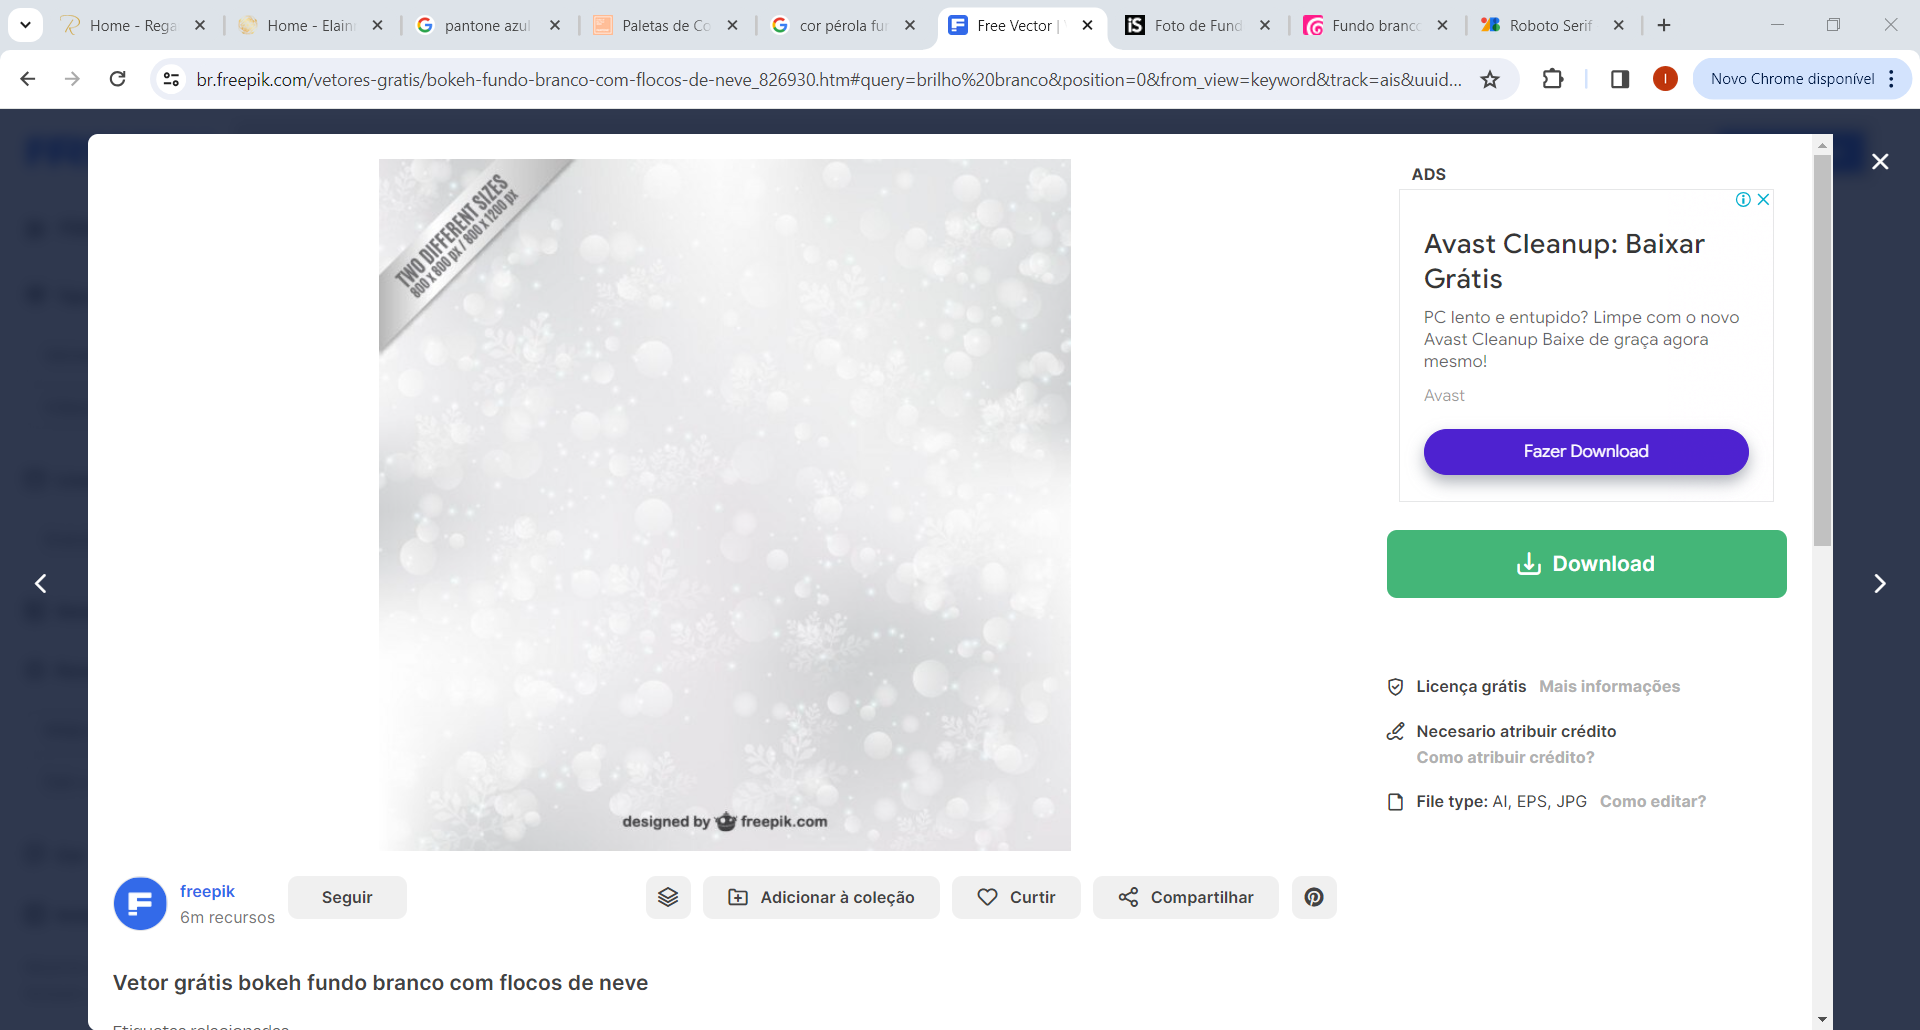 Home - Rega
Home - Elain
pantone azul
Paletas de Co
cor pérola fu
Free Vector |
Foto de Fund
Fundo branco
Roboto Serif
br.freepik.com/vetores-gratis/bokeh-fundo-branco-com-flocos-de-neve_826930.htm#query=brilho%20branco&position=0&from_view=keyword&track=ais&uuid...
I
Novo Chrome disponível
TWO DIFFERENT SIZES
800 x 800 px / 800 x 1200 px
designed by freepik.com
ADS
Avast Cleanup: Baixar
Grátis
PC lento e entupido? Limpe com o novo
Avast Cleanup Baixe de graça agora
mesmo!
Avast
Fazer Download
Download
Licença grátis Mais informações
Necesario atribuir crédito
Como atribuir crédito?
File type: AI, EPS, JPG Como editar?
freepik
6m recursos
Seguir
Adicionar à coleção
Curtir
Compartilhar
Vetor grátis bokeh fundo branco com flocos de neve
Etiquetas relacionadas